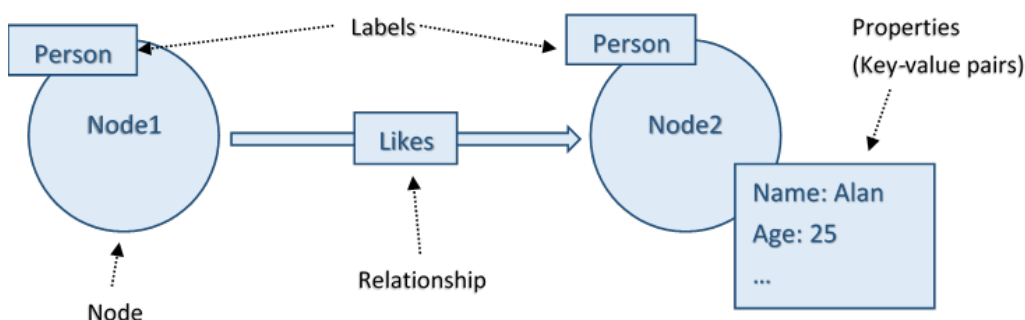 Labels
Properties
(Key-value pairs)
Person
Person
Node1
Likes
Node2
Name: Alan
Age: 25
...
Relationship
Node